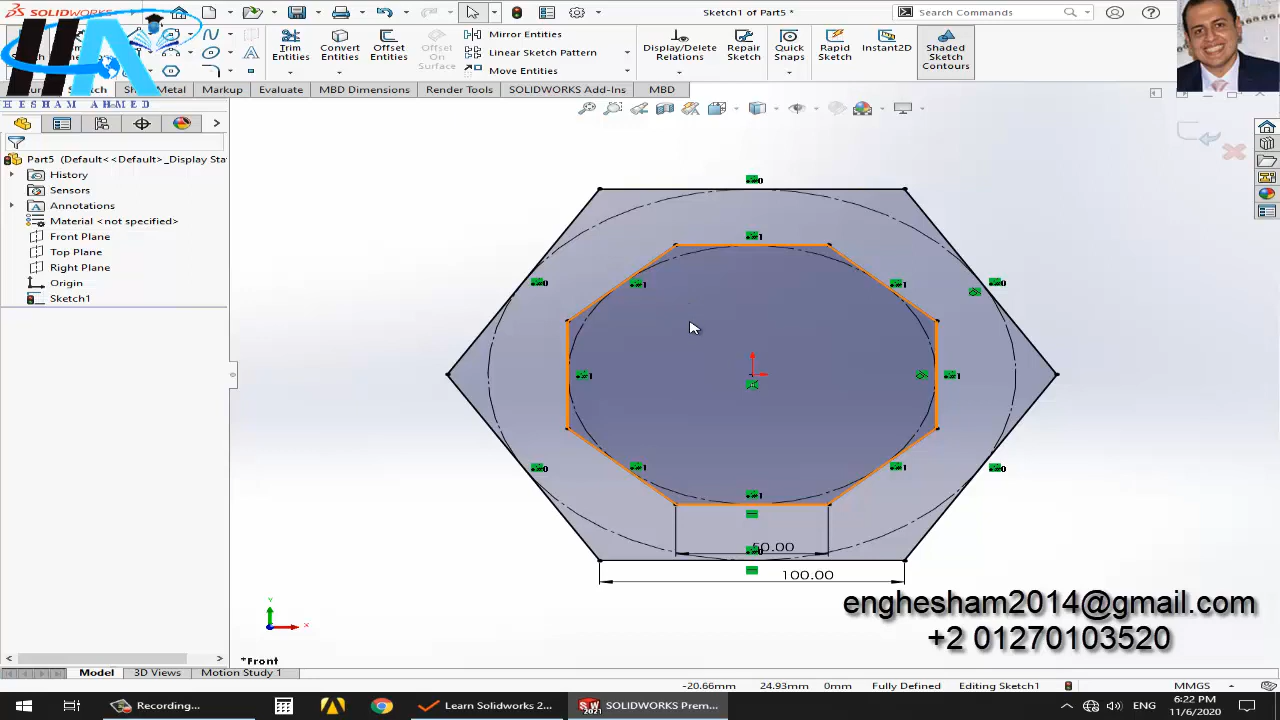 SOLIDWORKS
Sketch1 of Part5 *
Search Commands
Trim Entities
Convert Entities
Offset Entities
Offset On Surface
Mirror Entities
Linear Sketch Pattern
Move Entities
Display/Delete Relations
Repair Sketch
Quick Snaps
Rapid Sketch
Instant2D
Shaded Sketch Contours
Markup
Evaluate
MBD Dimensions
Render Tools
SOLIDWORKS Add-Ins
MBD
HESHAM AHMED
Part5 (Default<<Default>_Display Sta
History
Sensors
Annotations
Material <not specified>
Front Plane
Top Plane
Right Plane
Origin
Sketch1
100.00
Y
X
*Front
enghesham2014@gmail.com
+2 01270103520
Model
3D Views
Motion Study 1
-20.66mm
24.93mm
0mm
Fully Defined
Editing Sketch1
MMGS
Recording...
Learn Solidworks 2...
SOLIDWORKS Prem...
ENG
6:22 PM
11/6/2020